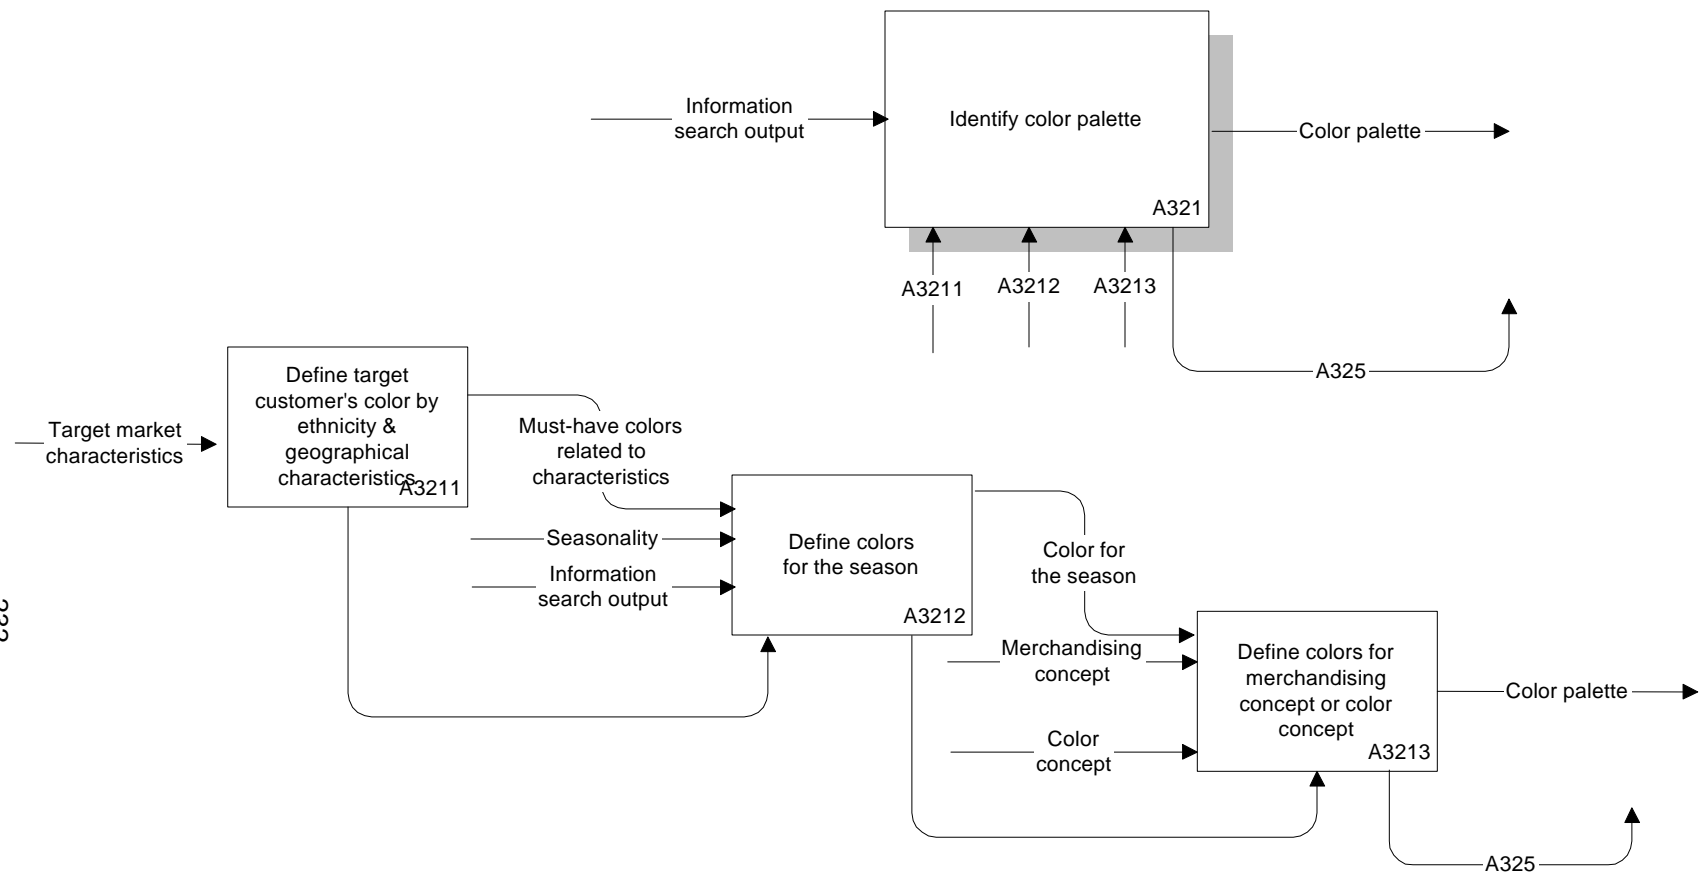 Information
search output
Identify color palette
Color palette
A321
A3211
A3212
A3213
A325
Define target
customer's color by
ethnicity &
geographical
characteristics
A3211
Target market
characteristics
Must-have colors
related to
characteristics
Seasonality
Information
search output
Define colors
for the season
A3212
Color for
the season
Merchandising
concept
Color
concept
Define colors for
merchandising
concept or color
concept
A3213
Color palette
A325